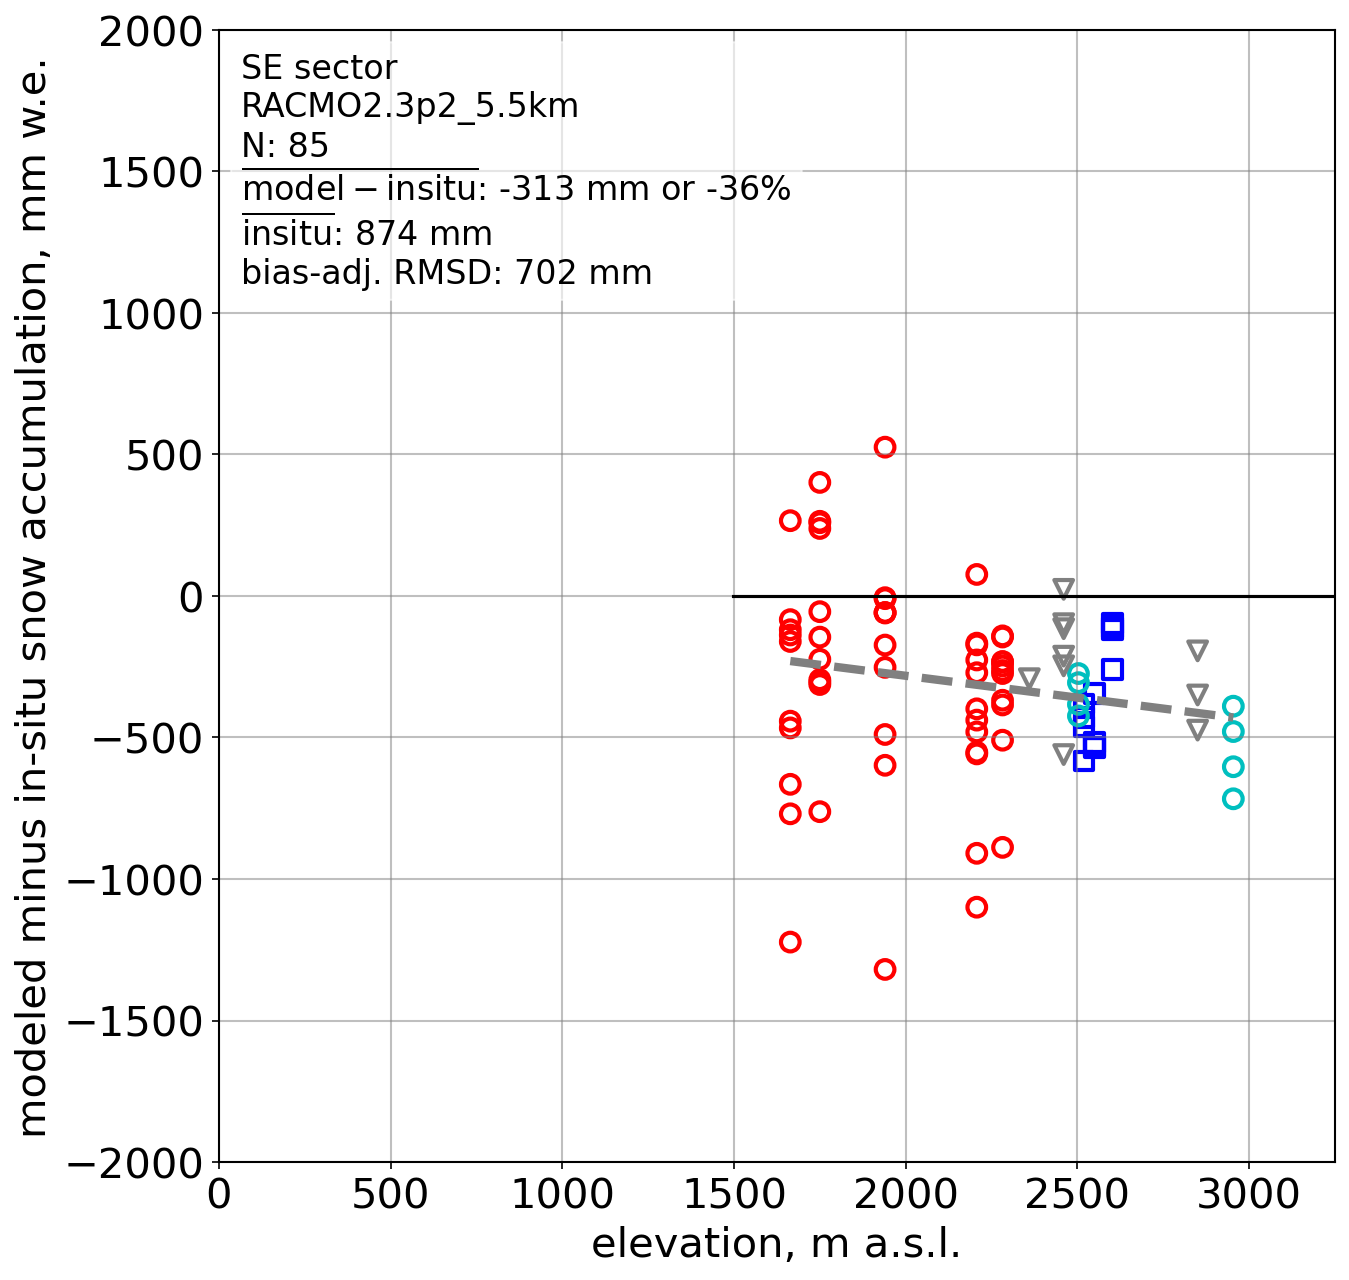 2000
1500
1000
500
0
−500
−1000
−1500
−2000
modeled minus in-situ snow accumulation, mm w.e.
SE sector
RACMO2.3p2_5.5km
N: 85
model − insitu: -313 mm or -36%
insitu: 874 mm
bias-adj. RMSD: 702 mm
0 500 1000 1500 2000 2500 3000
elevation, m a.s.l.